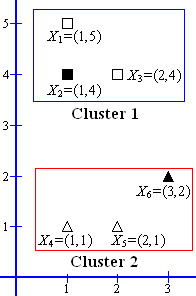 5
X1=(1,5)
4
X2=(1,4)
X3=(2,4)
Cluster 1
3
2
X6=(3,2)
1
X4=(1,1)
X5=(2,1)
Cluster 2
1
2
3